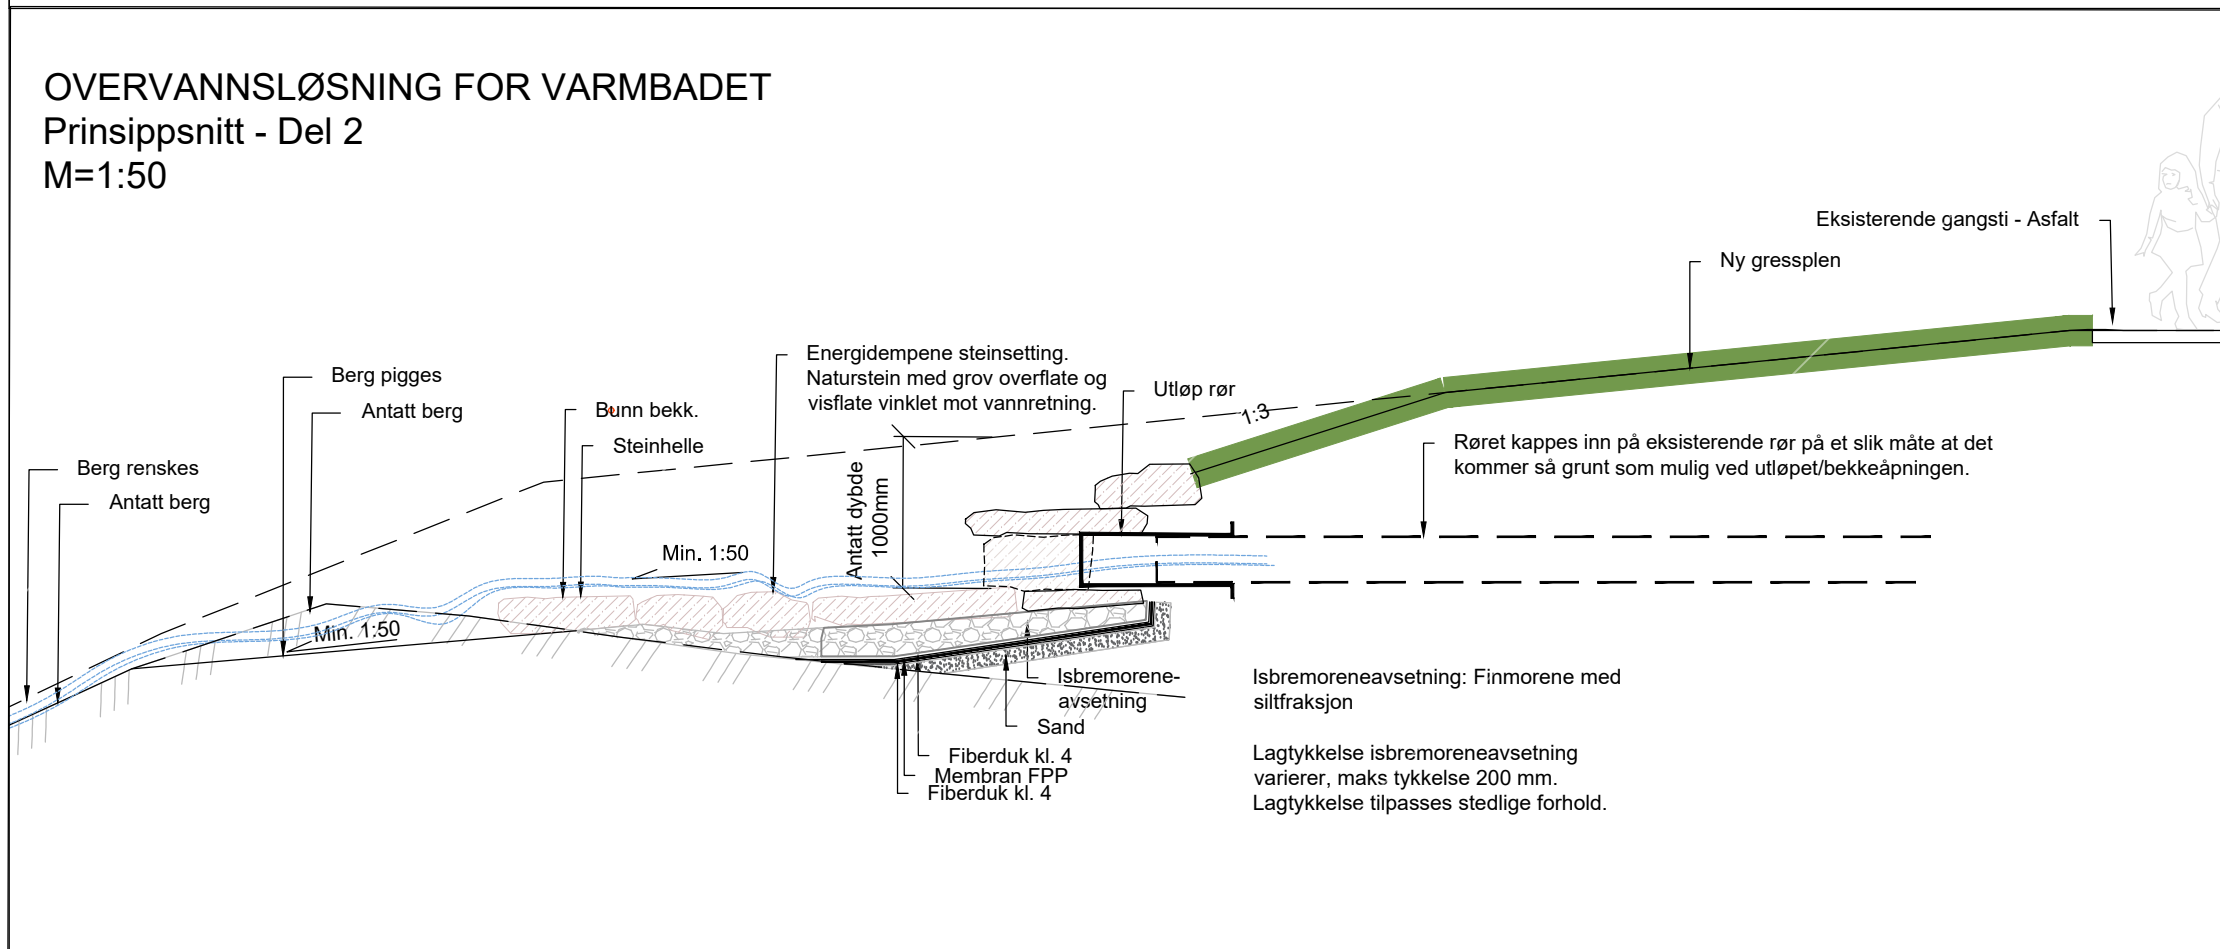 OVERVANNSLØSNING FOR VARMBADET
Prinsippsnitt - Del 2
M=1:50
Eksisterende gangsti - Asfalt
Ny gressplen
Energidempene steinsetting.
Naturstein med grov overflate og
visflate vinklet mot vannretning.
Berg pigges
Antatt berg
Bunn bekk.
Steinhelle
Utløp rør
1:3
Røret kappes inn på eksisterende rør på et slik måte at det
kommer så grunt som mulig ved utløpet/bekkeåpningen.
Berg renskes
Antatt berg
Antatt dybde
1000mm
Min. 1:50
Min. 1:50
Isbremorene-
avsetning
Sand
Fiberduk kl. 4
Membran FPP
Fiberduk kl. 4
Isbremoreneavsetning: Finmorene med
siltfraksjon
Lagtykkelse isbremoreneavsetning
varierer, maks tykkelse 200 mm.
Lagtykkelse tilpasses stedlige forhold.